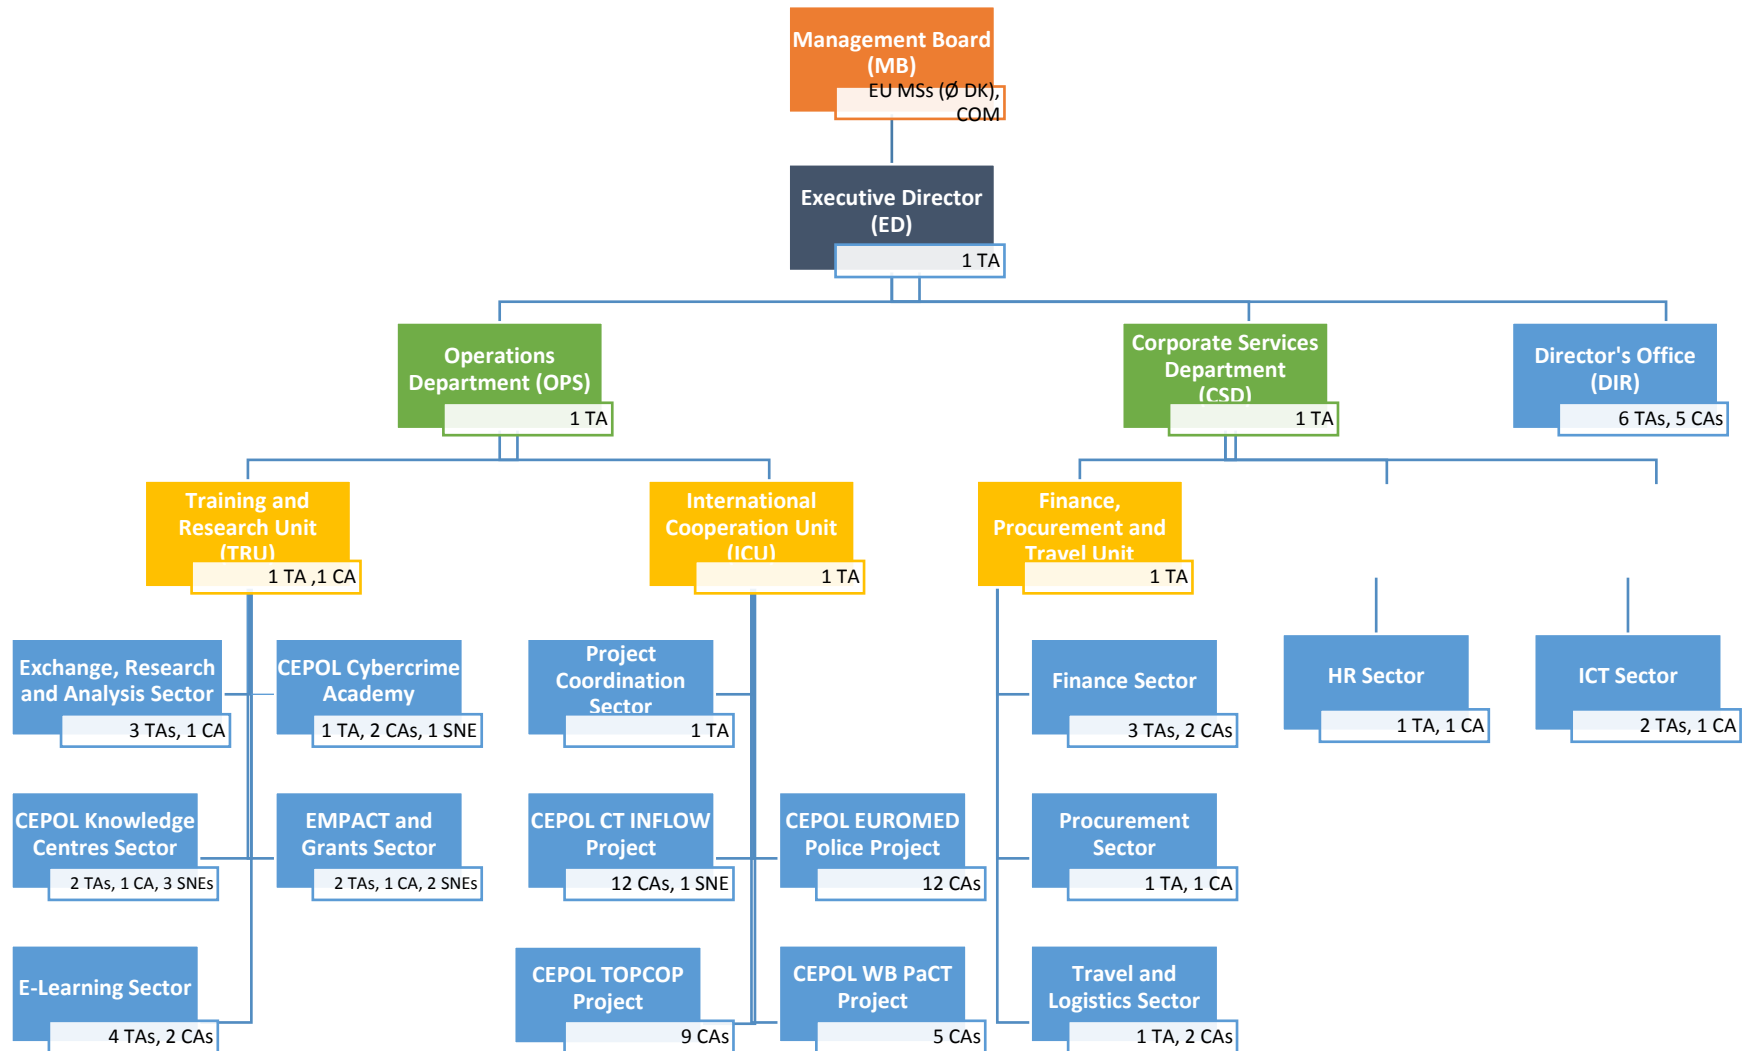 Management Board
(MB)
EU MSs (Ø DK),
COM
Executive Director
(ED)
1 TA
Operations
Department (OPS)
1 TA
Corporate Services
Department
(CSD)
1 TA
Director's Office
(DIR)
6 TAs, 5 CAs
Training and
Research Unit
(TRU)
1 TA ,1 CA
International
Cooperation Unit
(ICU)
1 TA
Finance,
Procurement and
Travel Unit
1 TA
Exchange, Research
and Analysis Sector
3 TAs, 1 CA
CEPOL Cybercrime
Academy
1 TA, 2 CAs, 1 SNE
Project
Coordination
Sector
1 TA
Finance Sector
3 TAs, 2 CAs
HR Sector
1 TA, 1 CA
ICT Sector
2 TAs, 1 CA
CEPOL Knowledge
Centres Sector
2 TAs, 1 CA, 3 SNEs
EMPACT and
Grants Sector
2 TAs, 1 CA, 2 SNEs
CEPOL CT INFLOW
Project
12 CAs, 1 SNE
CEPOL EUROMED
Police Project
12 CAs
Procurement
Sector
1 TA, 1 CA
E-Learning Sector
4 TAs, 2 CAs
CEPOL TOPCOP
Project
9 CAs
CEPOL WB PaCT
Project
5 CAs
Travel and
Logistics Sector
1 TA, 2 CAs